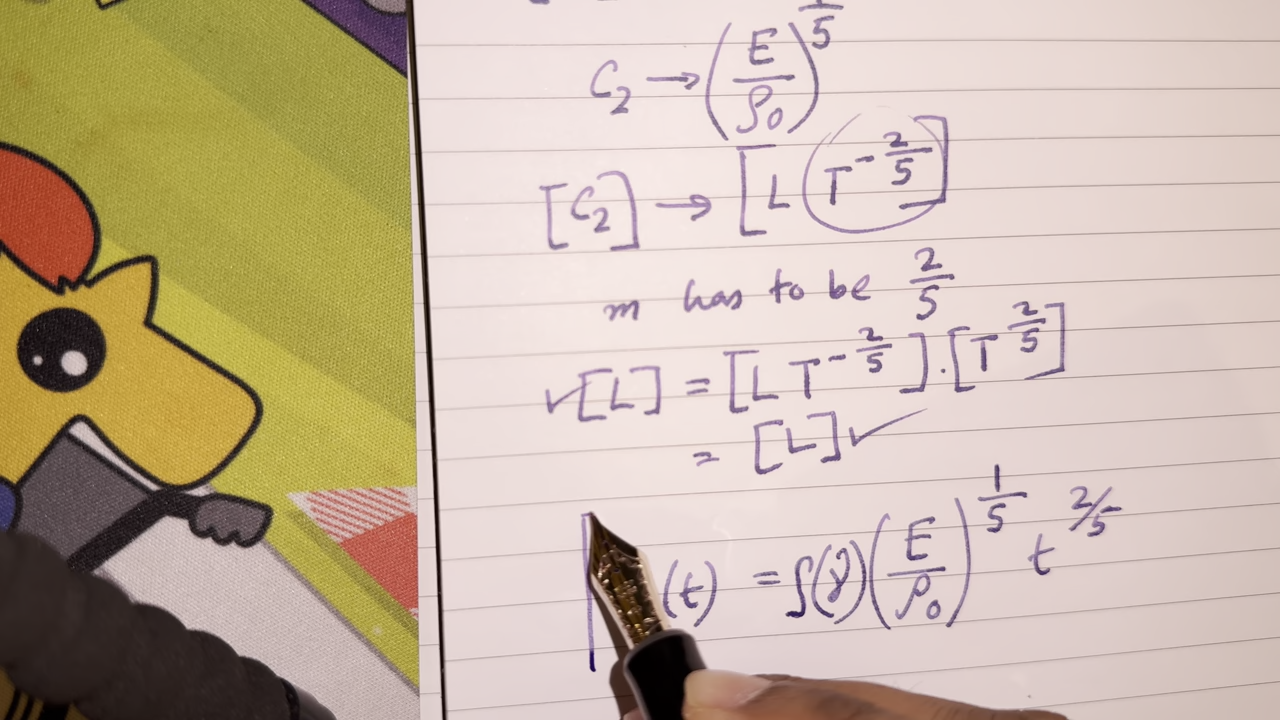 C₂ → (E/ρ₀)^(1/5)
[C₂] → [L T^(-2/5)]
m has to be 2/5
✓[L] = [L T^(-2/5)].[T^(2/5)]
= [L] ✓
(t) = ʃ(γ)(E/ρ₀)^(1/5) t^(2/5)